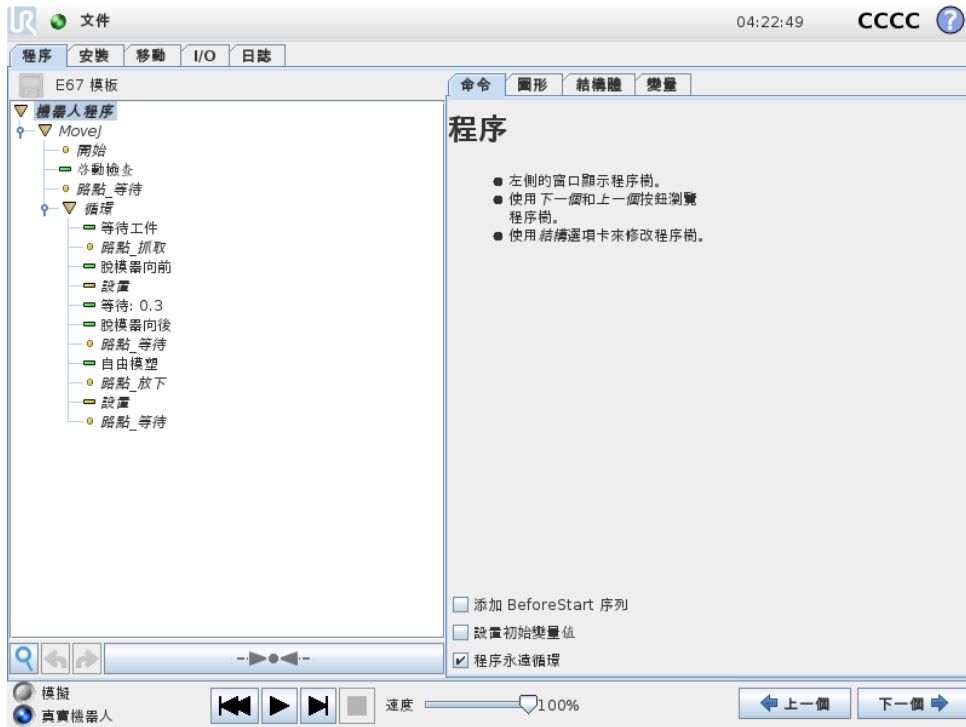 UR 文件 04:22:49 CCCC ?
程序 安裝 移動 I/O 日誌
E67 模板
機器人程序
MoveJ
開始
啓動檢查
路點_等待
循環
等待工件
路點_抓取
脫模器向前
設置
等待: 0.3
脫模器向後
路點_等待
自由模塑
路點_放下
設置
路點_等待
命令 圖形 結構體 變量
程序
左側的窗口顯示程序樹。
使用下一個和上一個按鈕瀏覽
程序樹。
使用結構選項卡來修改程序樹。
添加 BeforeStart 序列
設置初始變量值
程序永遠循環
模擬
真實機器人
速度 100%
上一個 下一個